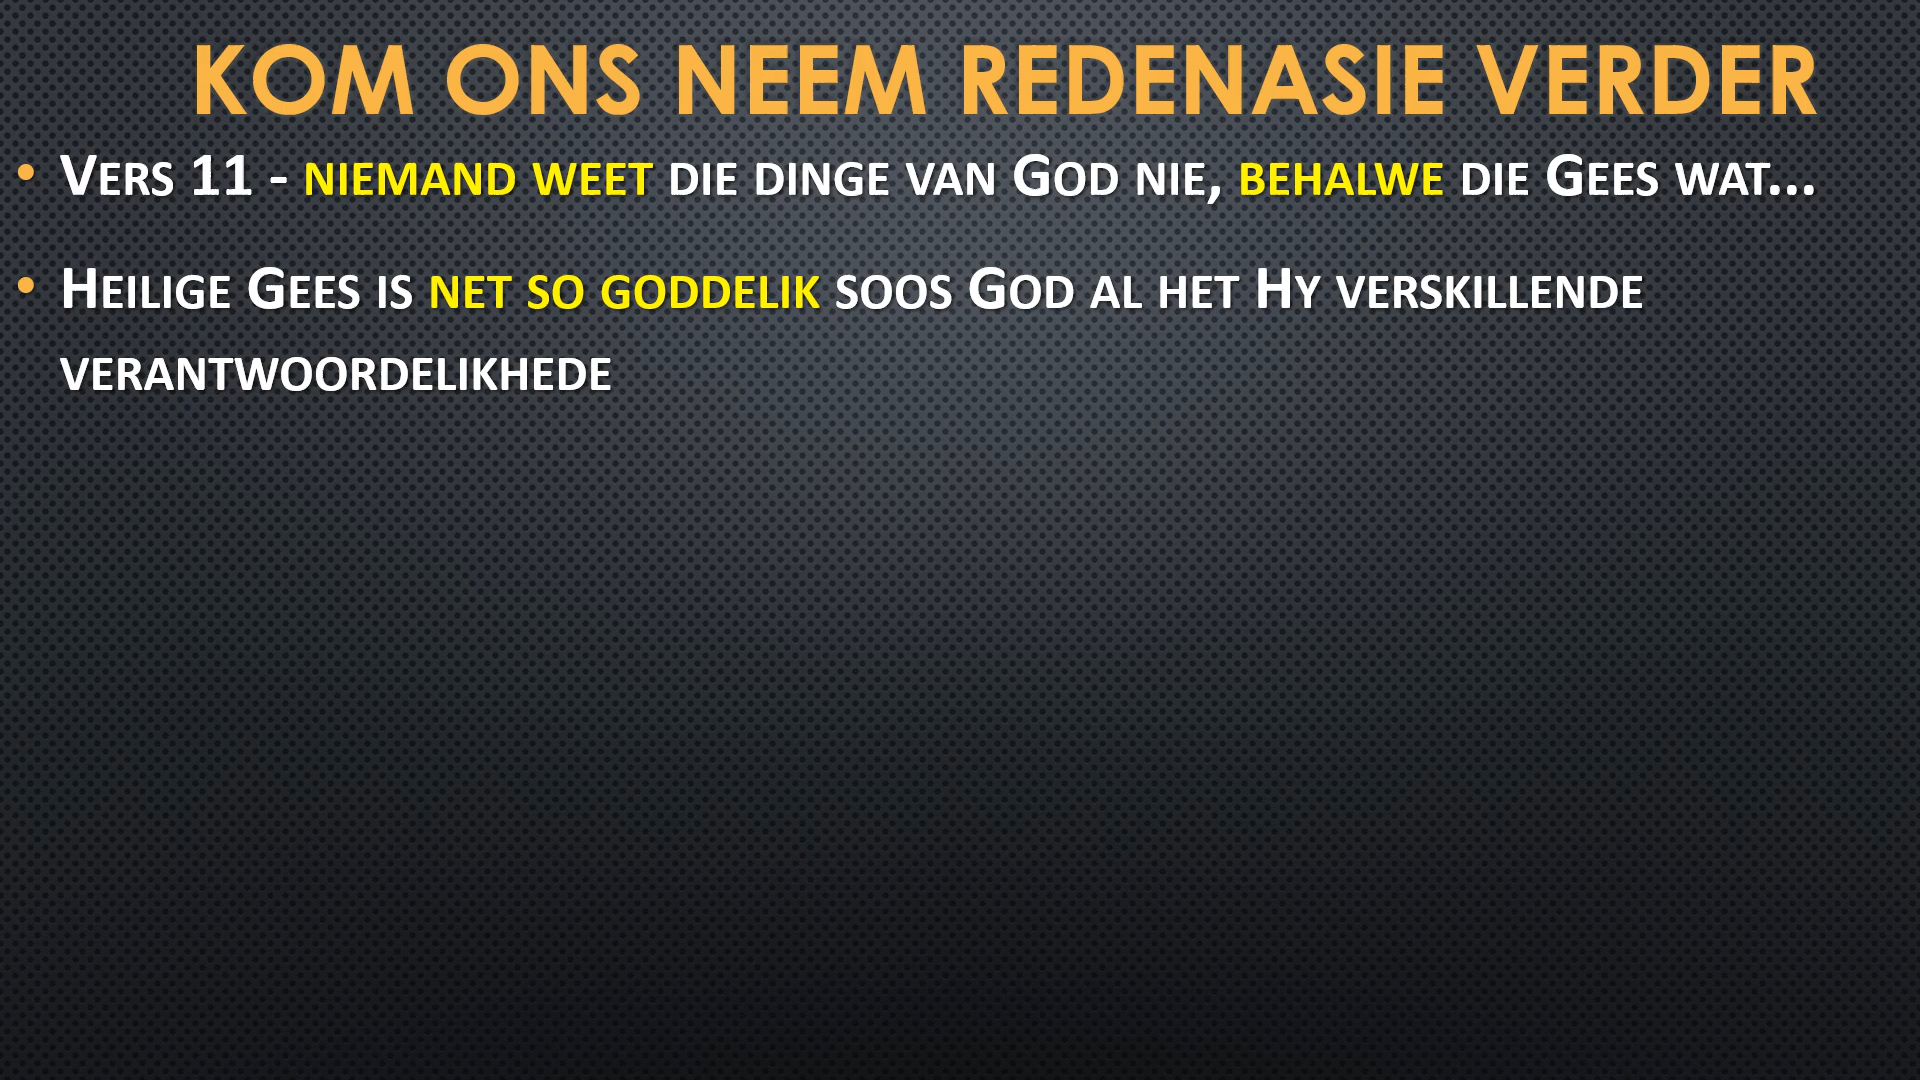 KOM ONS NEEM REDENASIE VERDER
• Vers 11 - niemand weet die dinge van God nie, behalwe die Gees wat...
• Heilige Gees is net so goddelik soos God al het Hy verskillende
verantwoordelikhede